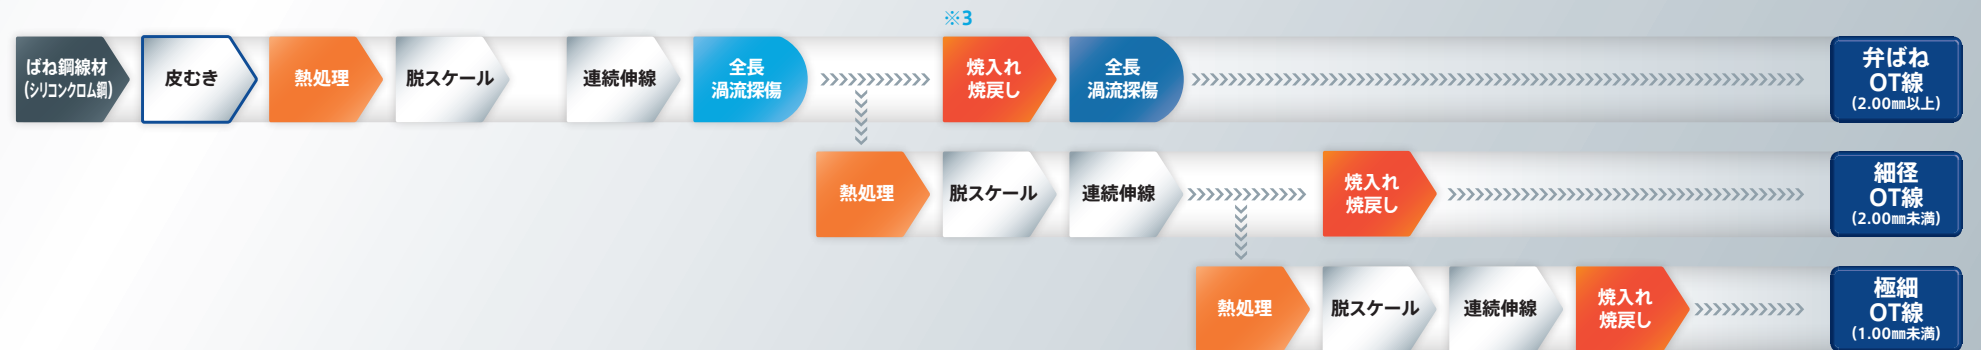 ※3
ばね鋼線材
(シリコンクロム鋼)
皮むき
熱処理
脱スケール
連続伸線
全長
渦流探傷
焼入れ
焼戻し
全長
渦流探傷
弁ばね
OT線
(2.00㎜以上)
熱処理
脱スケール
連続伸線
焼入れ
焼戻し
細径
OT線
(2.00㎜未満)
熱処理
脱スケール
連続伸線
焼入れ
焼戻し
極細
OT線
(1.00㎜未満)